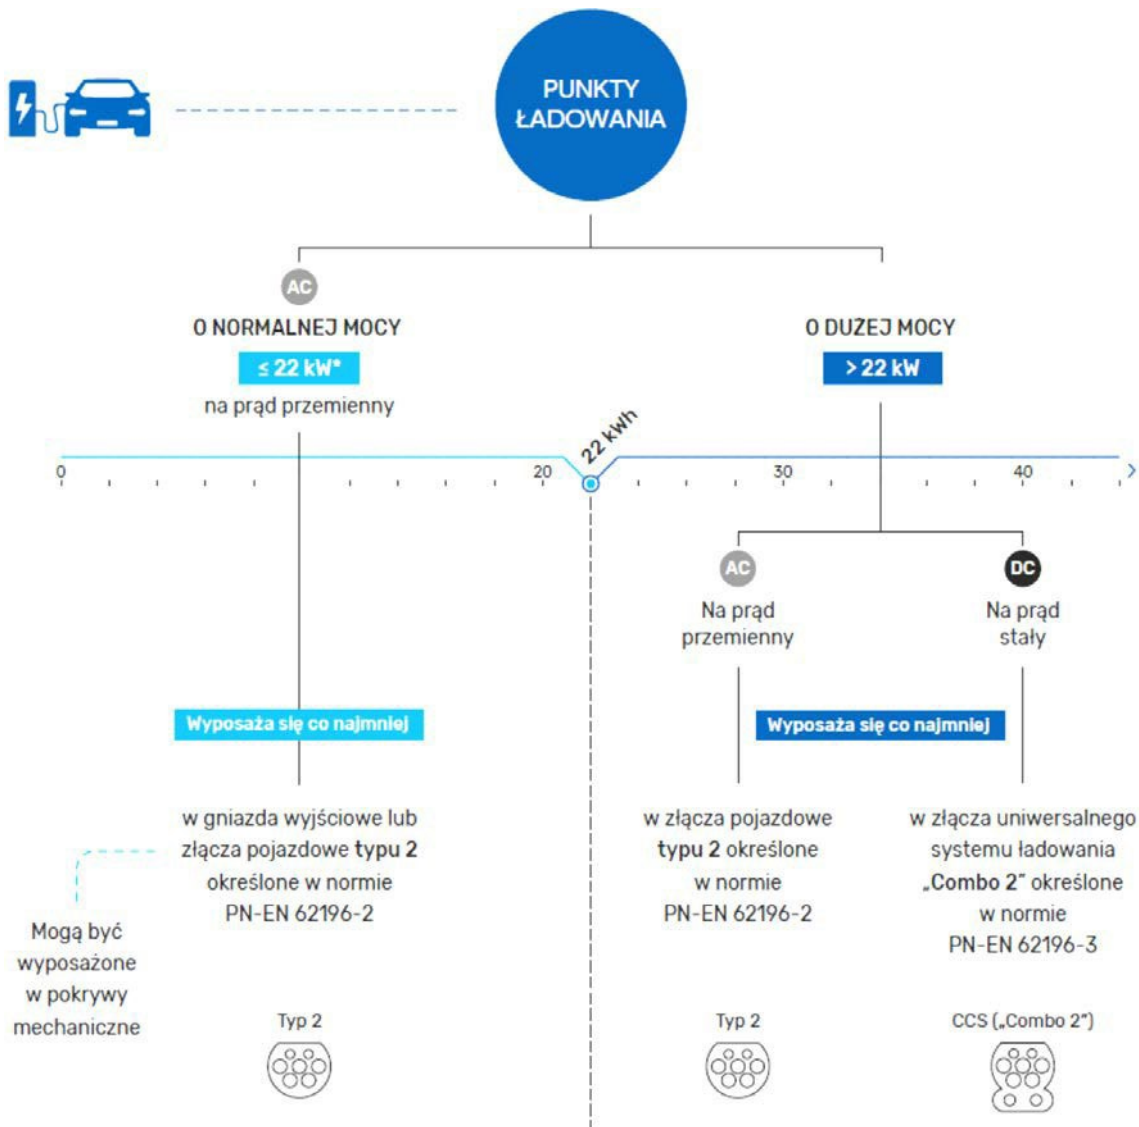 PUNKTY
ŁADOWANIA
AC
O NORMALNEJ MOCY
≤ 22 kW*
na prąd przemienny
O DUŻEJ MOCY
> 22 kW
22 kWh
0
20
30
40
AC
Na prąd
przemienny
DC
Na prąd
stały
Wyposaża się co najmniej
Wyposaża się co najmniej
w gniazda wyjściowe lub
złącza pojazdowe typu 2
określone w normie
PN-EN 62196-2
Mogą być
wyposażone
w pokrywy
mechaniczne
w złącza pojazdowe
typu 2 określone
w normie
PN-EN 62196-2
w złącza uniwersalnego
systemu ładowania
„Combo 2” określone
w normie
PN-EN 62196-3
Typ 2
Typ 2
CCS („Combo 2”)